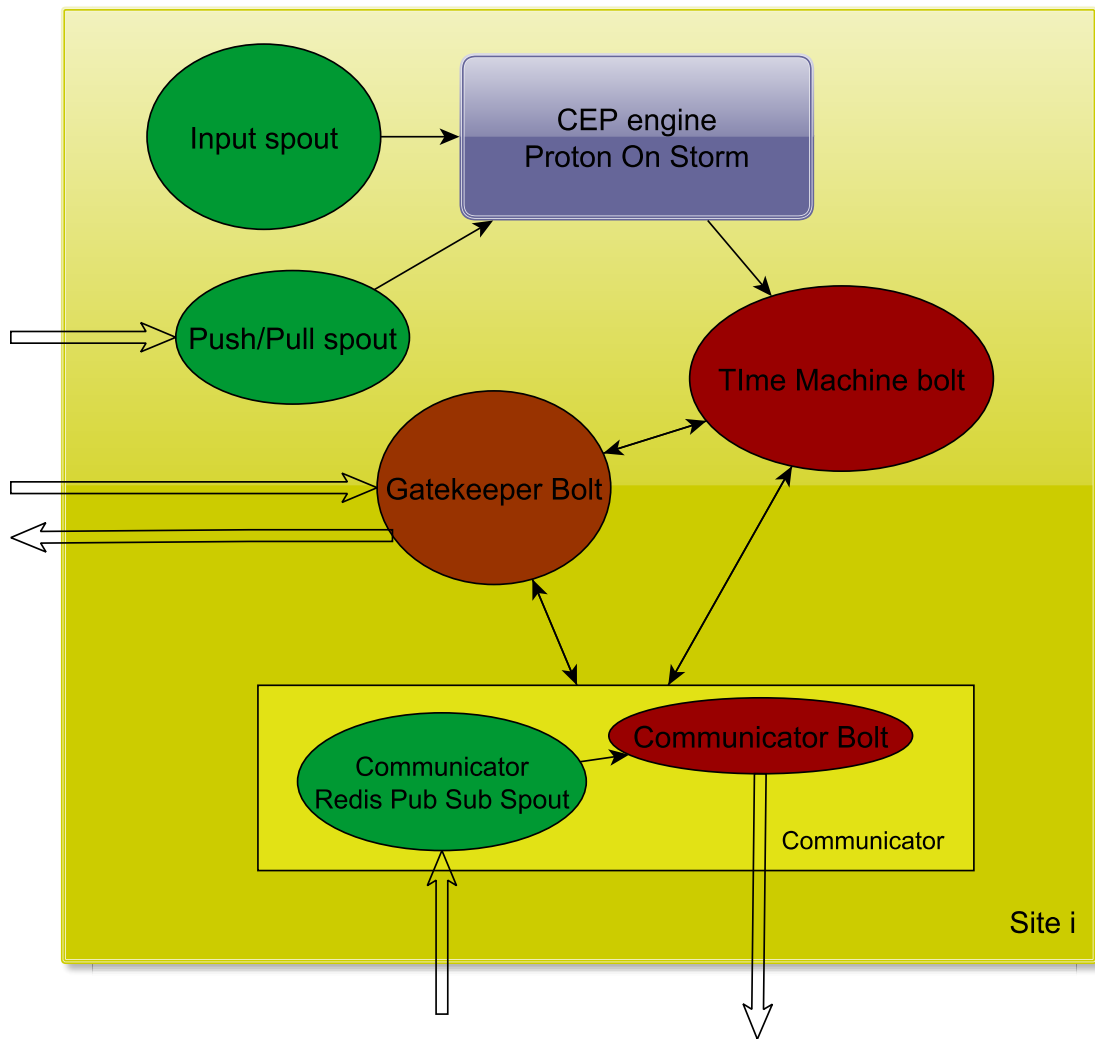 Input spout
CEP engine
Proton On Storm
Push/Pull spout
TIme Machine bolt
Gatekeeper Bolt
Communicator Bolt
Communicator
Redis Pub Sub Spout
Communicator
Site i